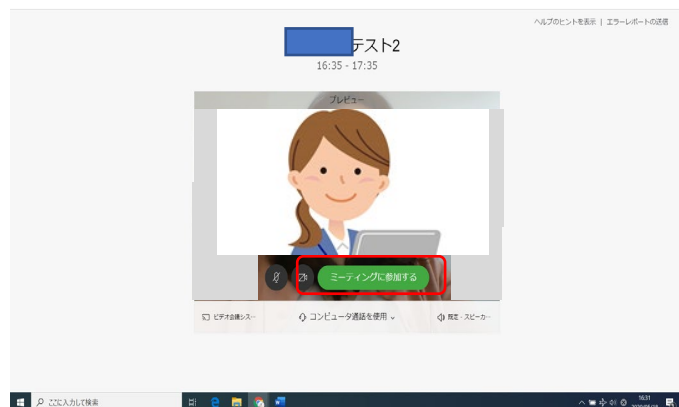 ヘルプのヒントを表示 | エラーレポートの送信
テスト2
16:35 - 17:35
プレビュー
ミーティングに参加する
ビデオ会議シス…
コンピュータ通話を使用
既定 - スピーカ…
ここに入力して検索
16:31